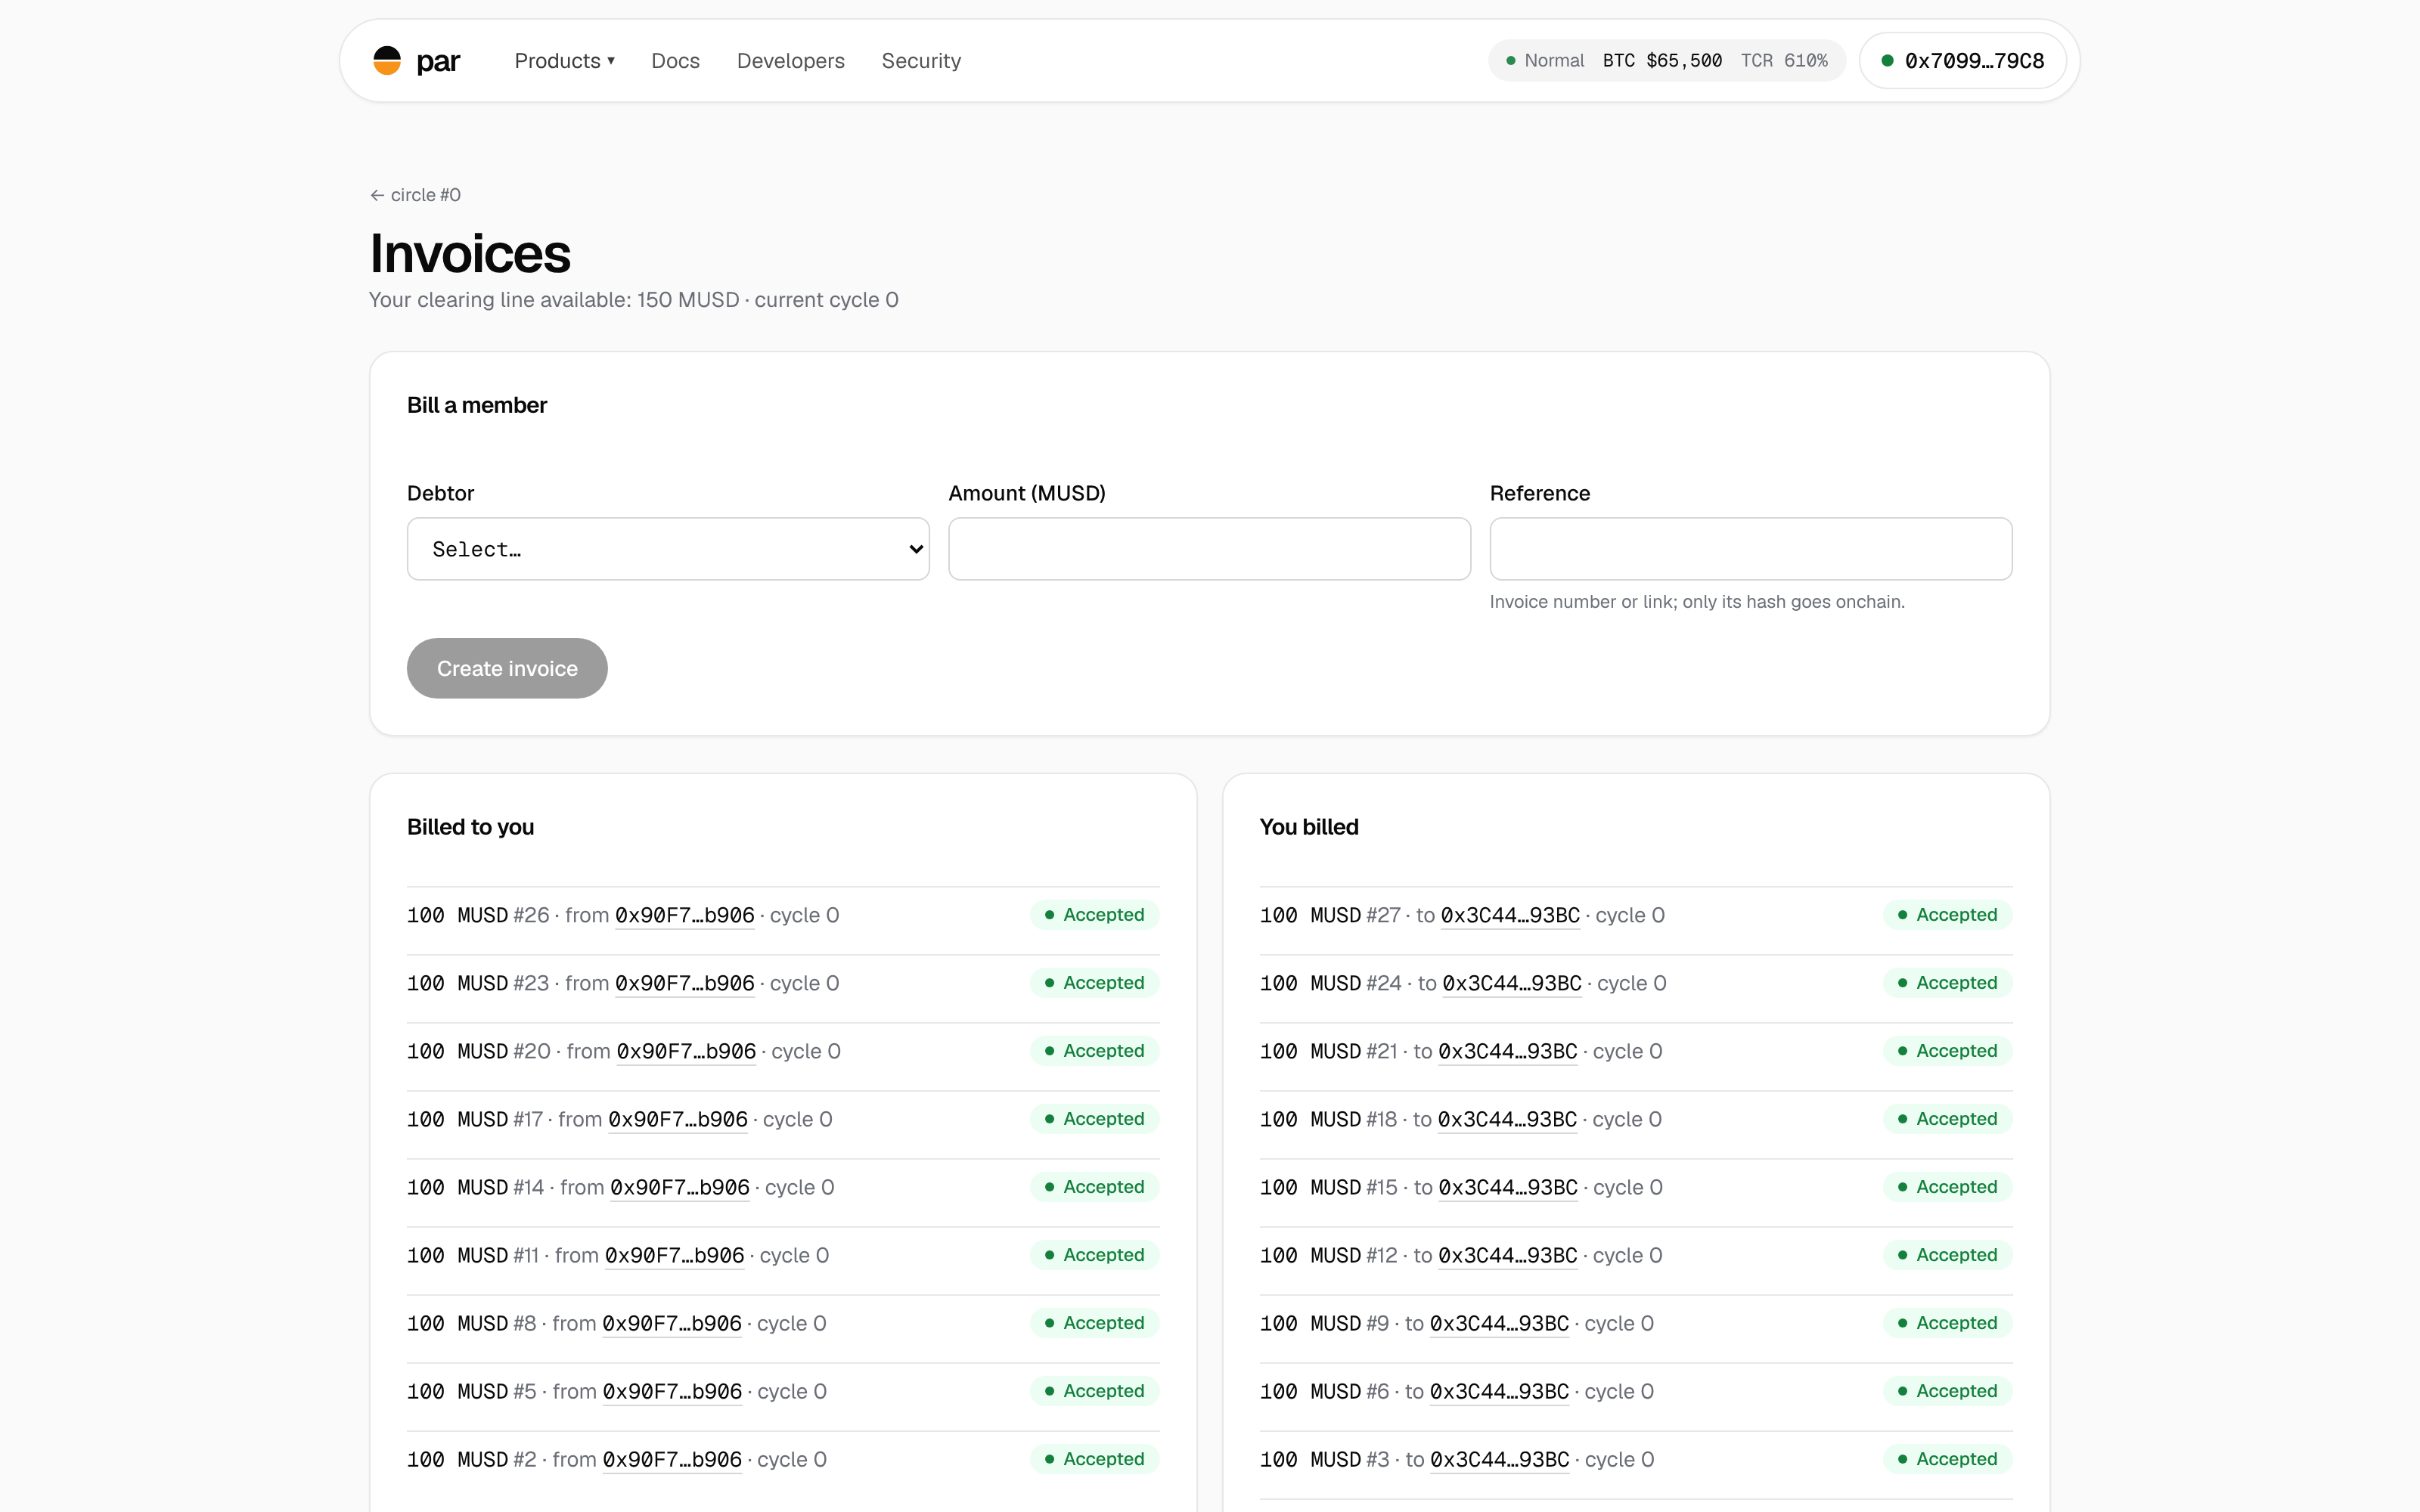 par Products ▾ Docs Developers Security Normal BTC $65,500 TCR 610% 0x7099…79C8
← circle #0
Invoices
Your clearing line available: 150 MUSD · current cycle 0
Bill a member
Debtor Amount (MUSD) Reference
Select…
Invoice number or link; only its hash goes onchain.
Create invoice
Billed to you
100 MUSD #26 · from 0x90F7…b906 · cycle 0 Accepted
100 MUSD #23 · from 0x90F7…b906 · cycle 0 Accepted
100 MUSD #20 · from 0x90F7…b906 · cycle 0 Accepted
100 MUSD #17 · from 0x90F7…b906 · cycle 0 Accepted
100 MUSD #14 · from 0x90F7…b906 · cycle 0 Accepted
100 MUSD #11 · from 0x90F7…b906 · cycle 0 Accepted
100 MUSD #8 · from 0x90F7…b906 · cycle 0 Accepted
100 MUSD #5 · from 0x90F7…b906 · cycle 0 Accepted
100 MUSD #2 · from 0x90F7…b906 · cycle 0 Accepted
You billed
100 MUSD #27 · to 0x3C44…93BC · cycle 0 Accepted
100 MUSD #24 · to 0x3C44…93BC · cycle 0 Accepted
100 MUSD #21 · to 0x3C44…93BC · cycle 0 Accepted
100 MUSD #18 · to 0x3C44…93BC · cycle 0 Accepted
100 MUSD #15 · to 0x3C44…93BC · cycle 0 Accepted
100 MUSD #12 · to 0x3C44…93BC · cycle 0 Accepted
100 MUSD #9 · to 0x3C44…93BC · cycle 0 Accepted
100 MUSD #6 · to 0x3C44…93BC · cycle 0 Accepted
100 MUSD #3 · to 0x3C44…93BC · cycle 0 Accepted